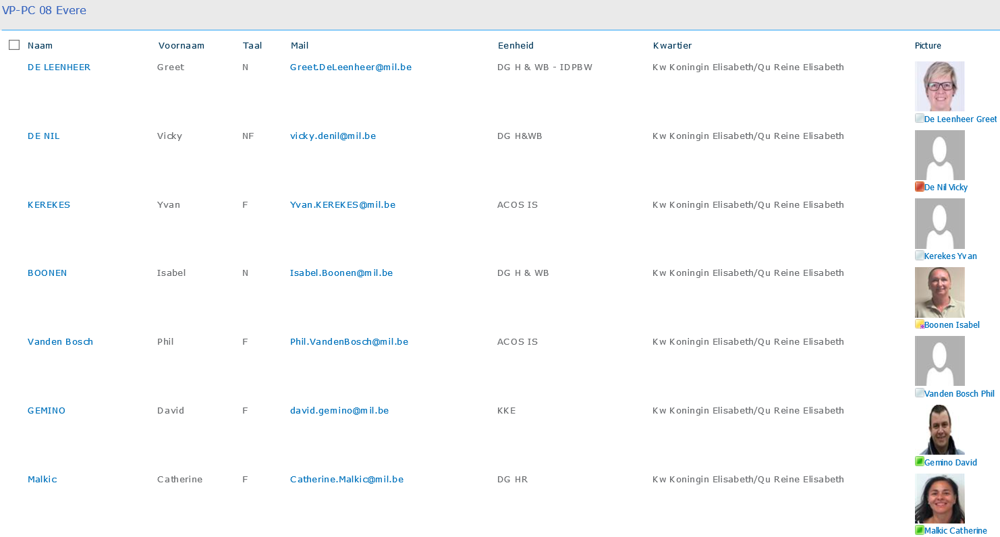 VP-PC 08 Evere
Naam Voornaam Taal Mail Eenheid Kwartier Picture
DE LEENHEER Greet N Greet.DeLeenheer@mil.be DG H & WB - IDPBW Kw Koningin Elisabeth/Qu Reine Elisabeth
De Leenheer Greet
DE NIL Vicky NF vicky.denil@mil.be DG H&WB Kw Koningin Elisabeth/Qu Reine Elisabeth
De Nil Vicky
KEREKES Yvan F Yvan.KEREKES@mil.be ACOS IS Kw Koningin Elisabeth/Qu Reine Elisabeth
Kerekes Yvan
BOONEN Isabel N Isabel.Boonen@mil.be DG H & WB Kw Koningin Elisabeth/Qu Reine Elisabeth
Boonen Isabel
Vanden Bosch Phil F Phil.VandenBosch@mil.be ACOS IS Kw Koningin Elisabeth/Qu Reine Elisabeth
Vanden Bosch Phil
GEMINO David F david.gemino@mil.be KKE Kw Koningin Elisabeth/Qu Reine Elisabeth
Gemino David
Malkic Catherine F Catherine.Malkic@mil.be DG HR Kw Koningin Elisabeth/Qu Reine Elisabeth
Malkic Catherine